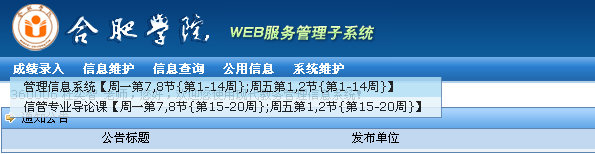 合肥学院
WEB服务管理子系统
成绩录入 信息维护 信息查询 公用信息 系统维护
管理信息系统【周一第7,8节{第1-14周};周五第1,2节{第1-14周}】
信管专业导论课【周一第7,8节{第15-20周};周五第1,2节{第15-20周}】
通知公告
公告标题 发布单位